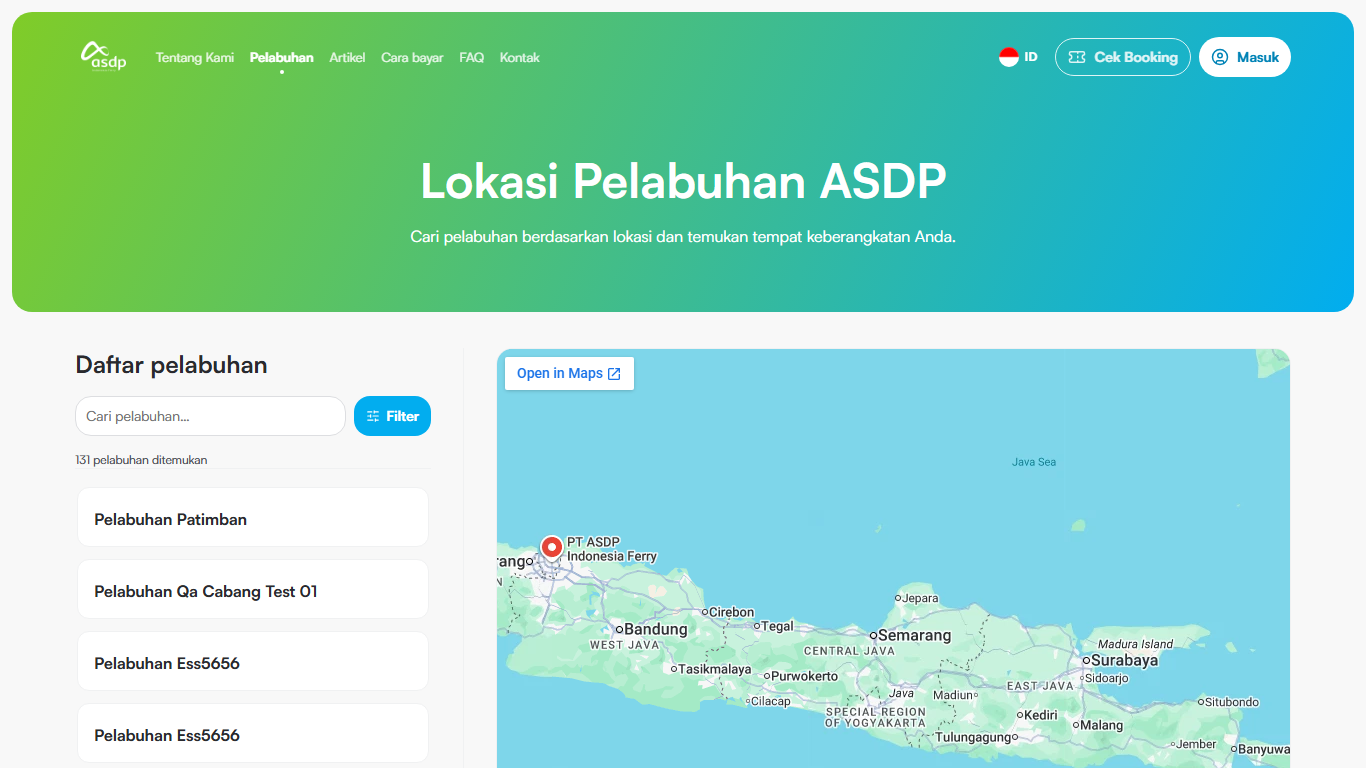 asdp
Tentang Kami
Pelabuhan
Artikel
Cara bayar
FAQ
Kontak
ID
Cek Booking
Masuk
Lokasi Pelabuhan ASDP
Cari pelabuhan berdasarkan lokasi dan temukan tempat keberangkatan Anda.
Daftar pelabuhan
Cari pelabuhan...
Filter
131 pelabuhan ditemukan
Pelabuhan Patimban
Pelabuhan Qa Cabang Test 01
Pelabuhan Ess5656
Pelabuhan Ess5656
Open in Maps
Java Sea
PT ASDP
Indonesia Ferry
rango
N
Jepara
Cirebon
Tegal
Bandung
Semarang
WEST JAVA
CENTRAL JAVA
Madura Island
Surabaya
Tasikmalaya
Purwokerto
Sidoarjo
EAST JAVA
Java
Madiun
Cilacap
Situbondo
SPECIAL REGION
OF YOGYAKARTA
Kediri
Malang
Tulungagung
Jember
Banyuwa